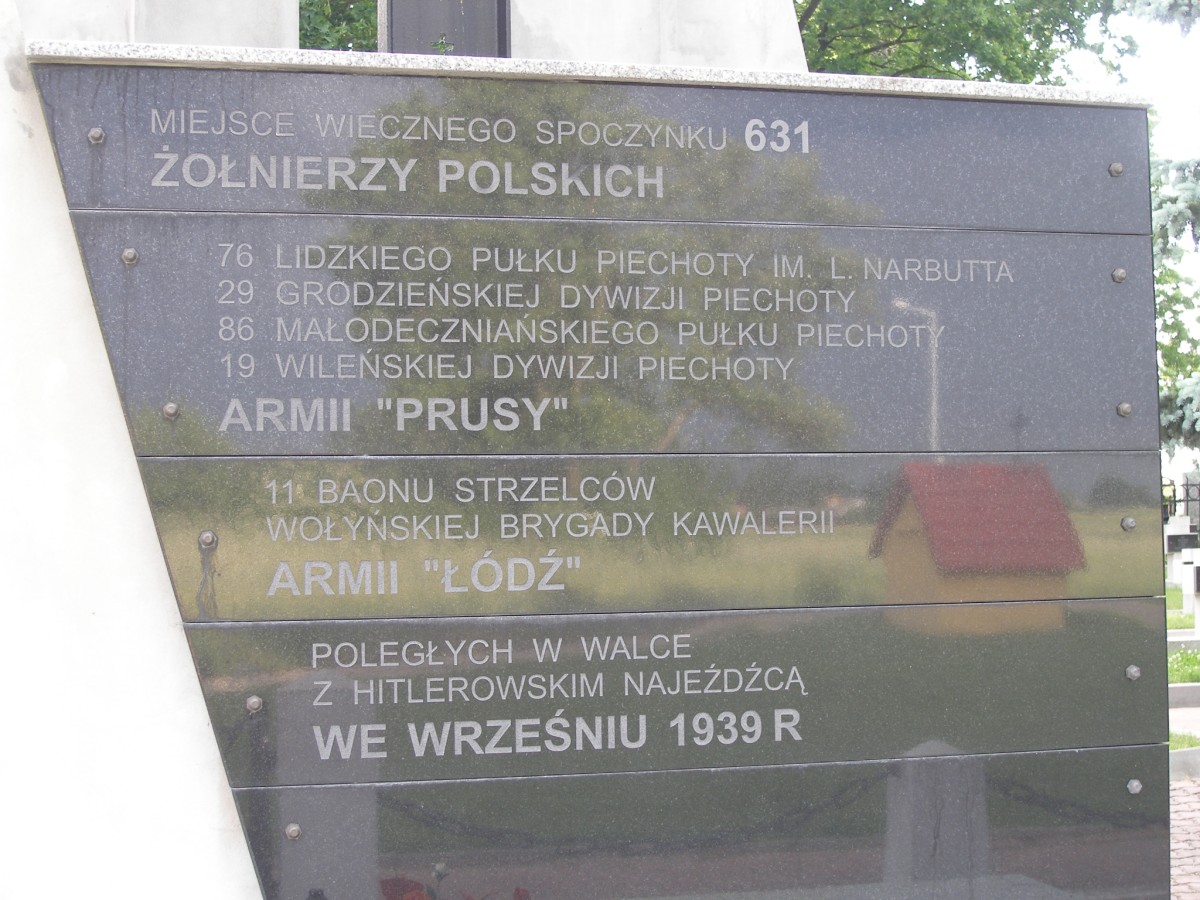 MIEJSCE WIECZNEGO SPOCZYNKU 631
ŻOŁNIERZY POLSKICH
76 LIDZKIEGO PUŁKU PIECHOTY IM. L. NARBUTTA
29 GRODZIEŃSKIEJ DYWIZJI PIECHOTY
86 MAŁODECZNIAŃSKIEGO PUŁKU PIECHOTY
19 WILEŃSKIEJ DYWIZJI PIECHOTY
ARMII "PRUSY"
11 BAONU STRZELCÓW
WOŁYŃSKIEJ BRYGADY KAWALERII
ARMII "ŁÓDŹ"
POLEGŁYCH W WALCE
Z HITLEROWSKIM NAJEŹDŹCĄ
WE WRZEŚNIU 1939 R